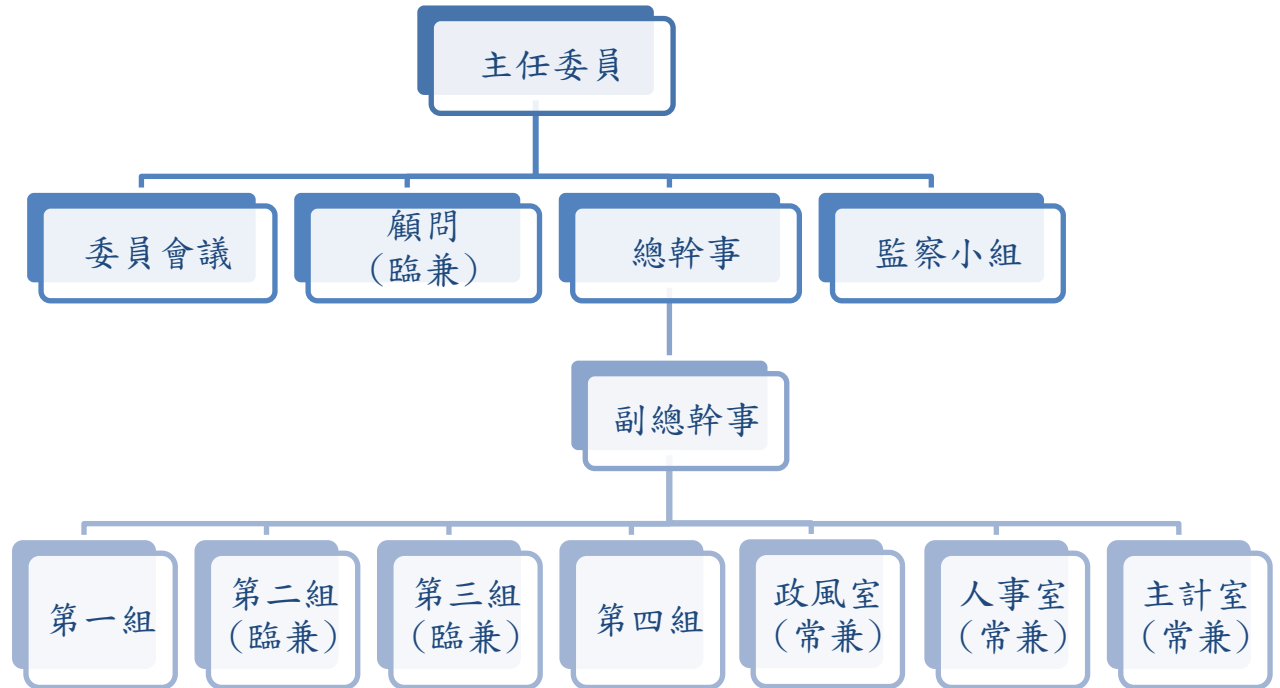 主任委員
委員會議
顧問
(臨兼)
總幹事
監察小組
副總幹事
第一組
第二組
(臨兼)
第三組
(臨兼)
第四組
政風室
(常兼)
人事室
(常兼)
主計室
(常兼)